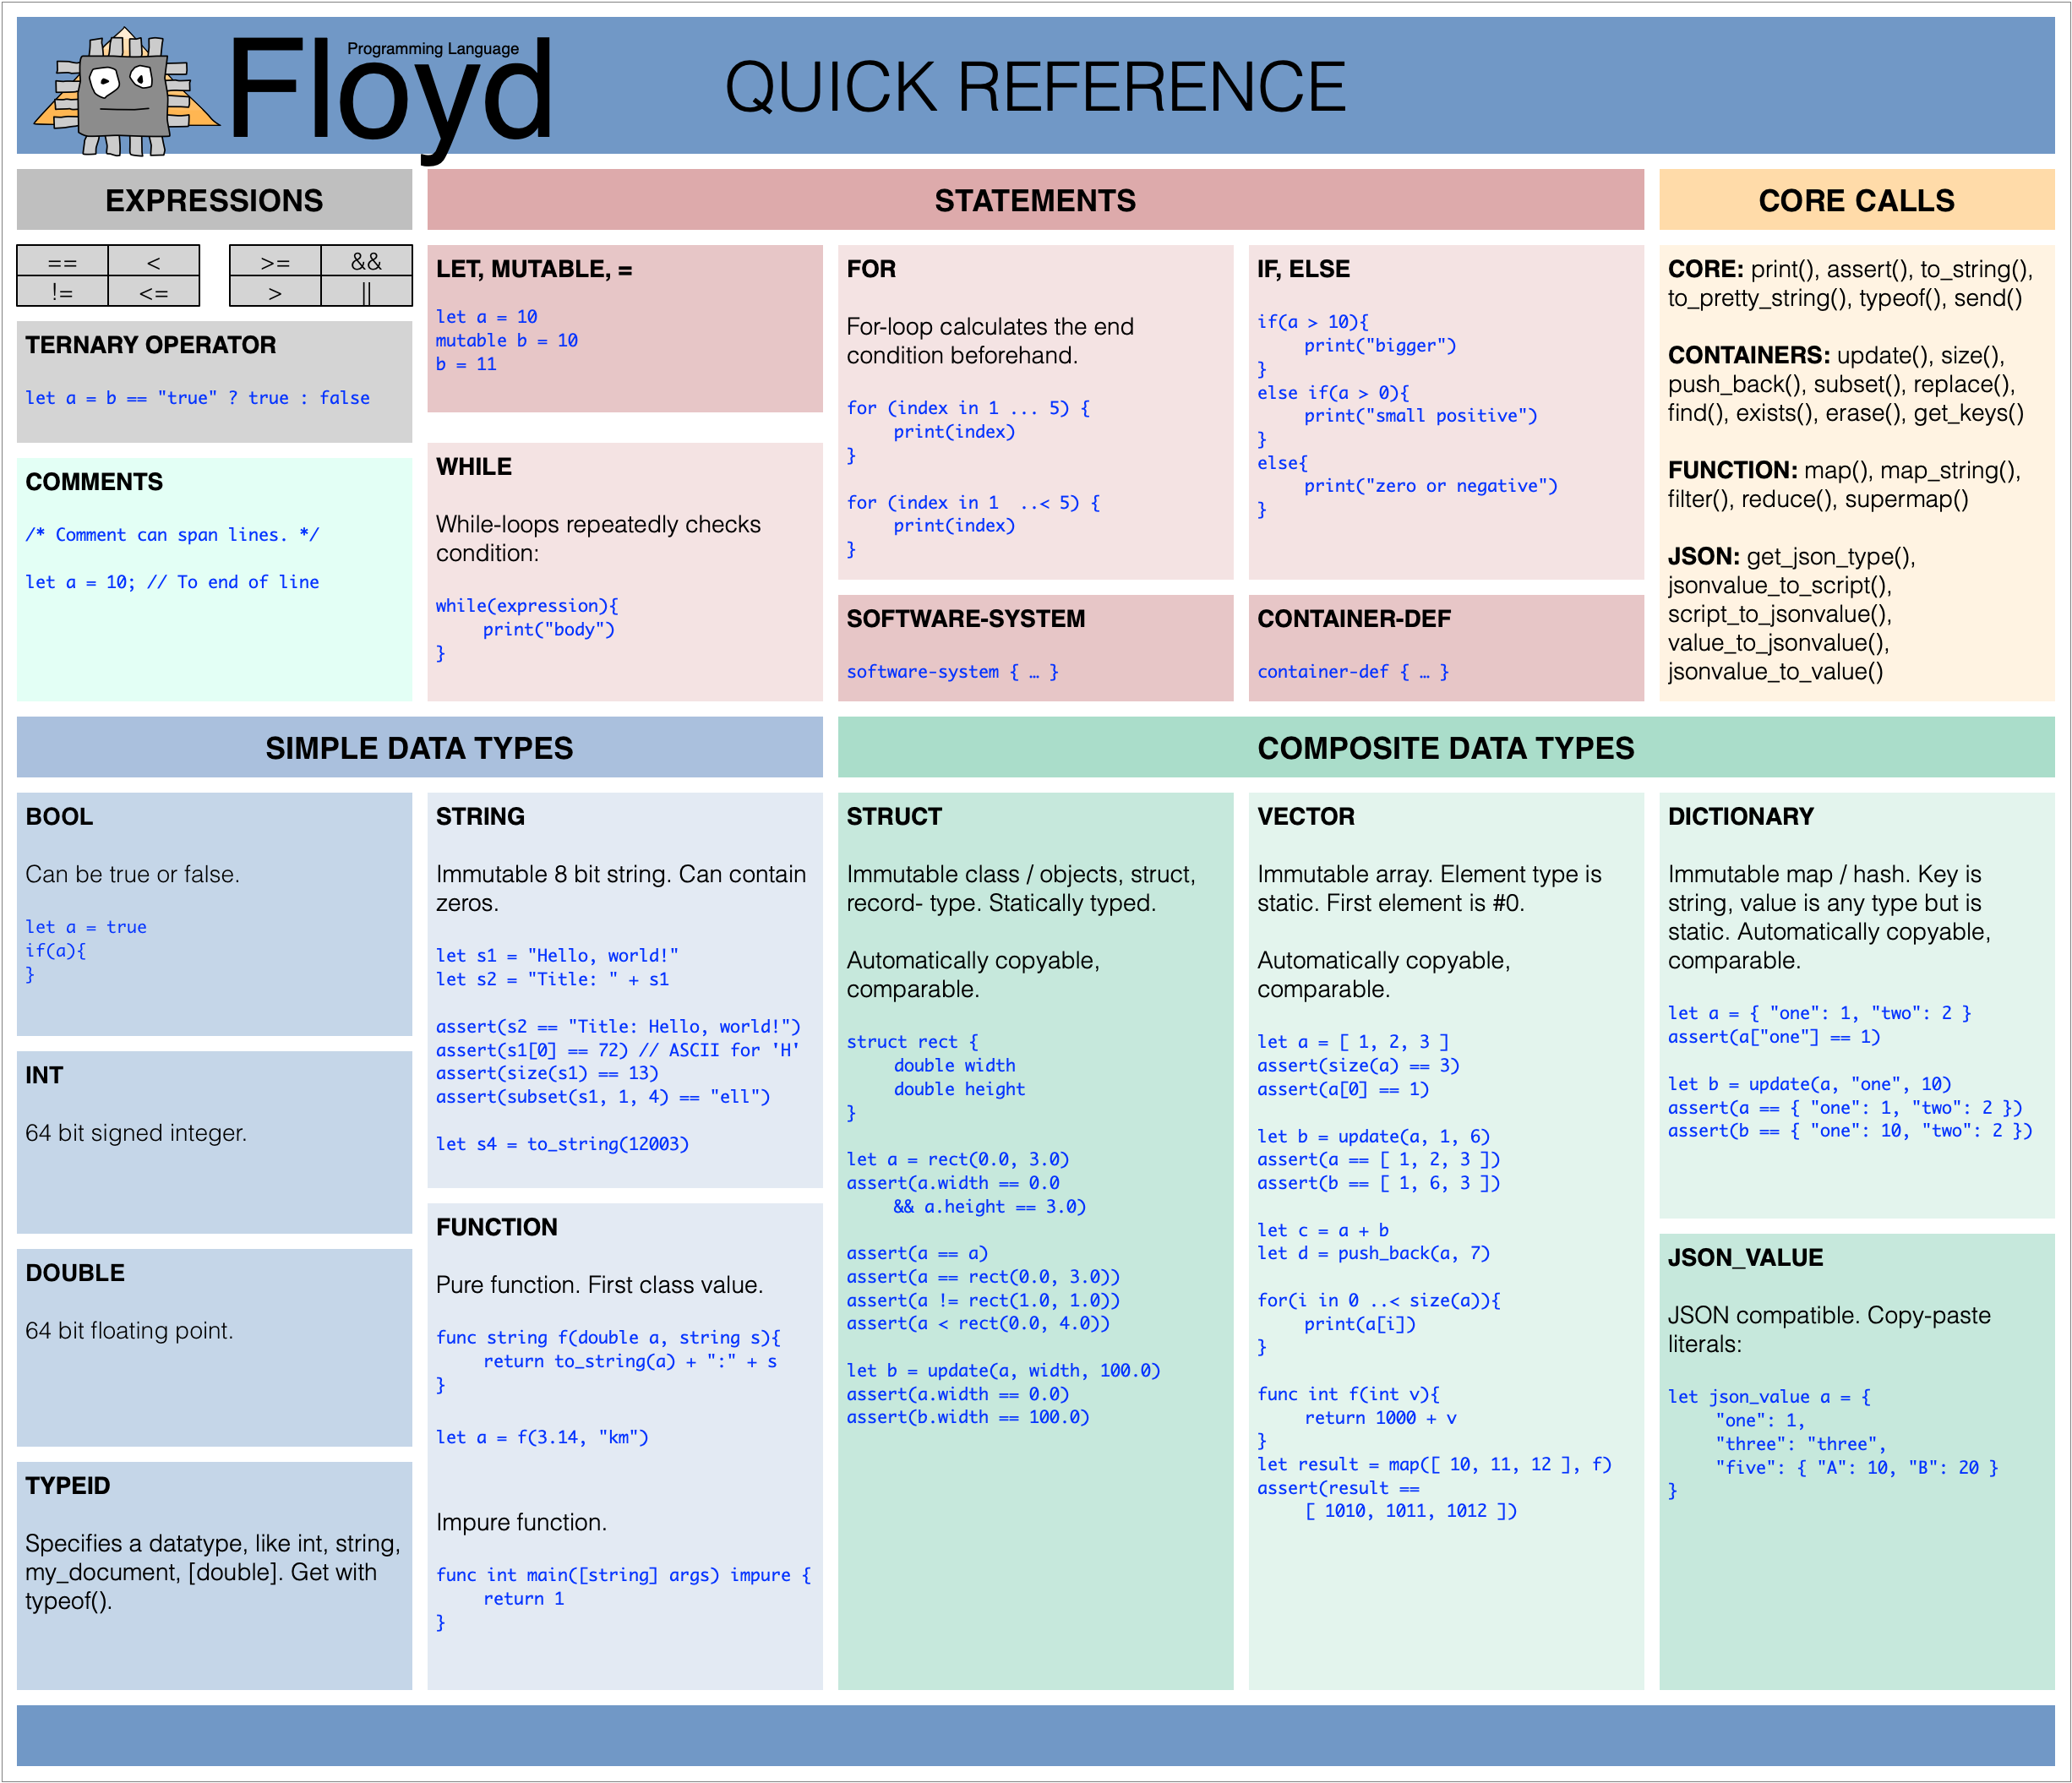 Programming Language
Floyd
QUICK REFERENCE
EXPRESSIONS
== <
!= <=
>= &&
> ||
TERNARY OPERATOR
let a = b == "true" ? true : false
COMMENTS
/* Comment can span lines. */
let a = 10; // To end of line
STATEMENTS
LET, MUTABLE, =
let a = 10
mutable b = 10
b = 11
WHILE
While-loops repeatedly checks
condition:
while(expression){
print("body")
}
FOR
For-loop calculates the end
condition beforehand.
for (index in 1 ... 5) {
print(index)
}
for (index in 1  ..< 5) {
print(index)
}
IF, ELSE
if(a > 10){
print("bigger")
}
else if(a > 0){
print("small positive")
}
else{
print("zero or negative")
}
SOFTWARE-SYSTEM
software-system { … }
CONTAINER-DEF
container-def { … }
CORE CALLS
CORE: print(), assert(), to_string(),
to_pretty_string(), typeof(), send()
CONTAINERS: update(), size(),
push_back(), subset(), replace(),
find(), exists(), erase(), get_keys()
FUNCTION: map(), map_string(),
filter(), reduce(), supermap()
JSON: get_json_type(),
jsonvalue_to_script(),
script_to_jsonvalue(),
value_to_jsonvalue(),
jsonvalue_to_value()
SIMPLE DATA TYPES
BOOL
Can be true or false.
let a = true
if(a){
}
INT
64 bit signed integer.
DOUBLE
64 bit floating point.
TYPEID
Specifies a datatype, like int, string,
my_document, [double]. Get with
typeof().
STRING
Immutable 8 bit string. Can contain
zeros.
let s1 = "Hello, world!"
let s2 = "Title: " + s1
assert(s2 == "Title: Hello, world!")
assert(s1[0] == 72) // ASCII for 'H'
assert(size(s1) == 13)
assert(subset(s1, 1, 4) == "ell")
let s4 = to_string(12003)
FUNCTION
Pure function. First class value.
func string f(double a, string s){
return to_string(a) + ":" + s
}
let a = f(3.14, "km")
Impure function.
func int main([string] args) impure {
return 1
}
COMPOSITE DATA TYPES
STRUCT
Immutable class / objects, struct,
record- type. Statically typed.
Automatically copyable,
comparable.
struct rect {
double width
double height
}
let a = rect(0.0, 3.0)
assert(a.width == 0.0
&& a.height == 3.0)
assert(a == a)
assert(a == rect(0.0, 3.0))
assert(a != rect(1.0, 1.0))
assert(a < rect(0.0, 4.0))
let b = update(a, width, 100.0)
assert(a.width == 0.0)
assert(b.width == 100.0)
VECTOR
Immutable array. Element type is
static. First element is #0.
Automatically copyable,
comparable.
let a = [ 1, 2, 3 ]
assert(size(a) == 3)
assert(a[0] == 1)
let b = update(a, 1, 6)
assert(a == [ 1, 2, 3 ])
assert(b == [ 1, 6, 3 ])
let c = a + b
let d = push_back(a, 7)
for(i in 0 ..< size(a)){
print(a[i])
}
func int f(int v){
return 1000 + v
}
let result = map([ 10, 11, 12 ], f)
assert(result ==
[ 1010, 1011, 1012 ])
DICTIONARY
Immutable map / hash. Key is
string, value is any type but is
static. Automatically copyable,
comparable.
let a = { "one": 1, "two": 2 }
assert(a["one"] == 1)
let b = update(a, "one", 10)
assert(a == { "one": 1, "two": 2 })
assert(b == { "one": 10, "two": 2 })
JSON_VALUE
JSON compatible. Copy-paste
literals:
let json_value a = {
"one": 1,
"three": "three",
"five": { "A": 10, "B": 20 }
}